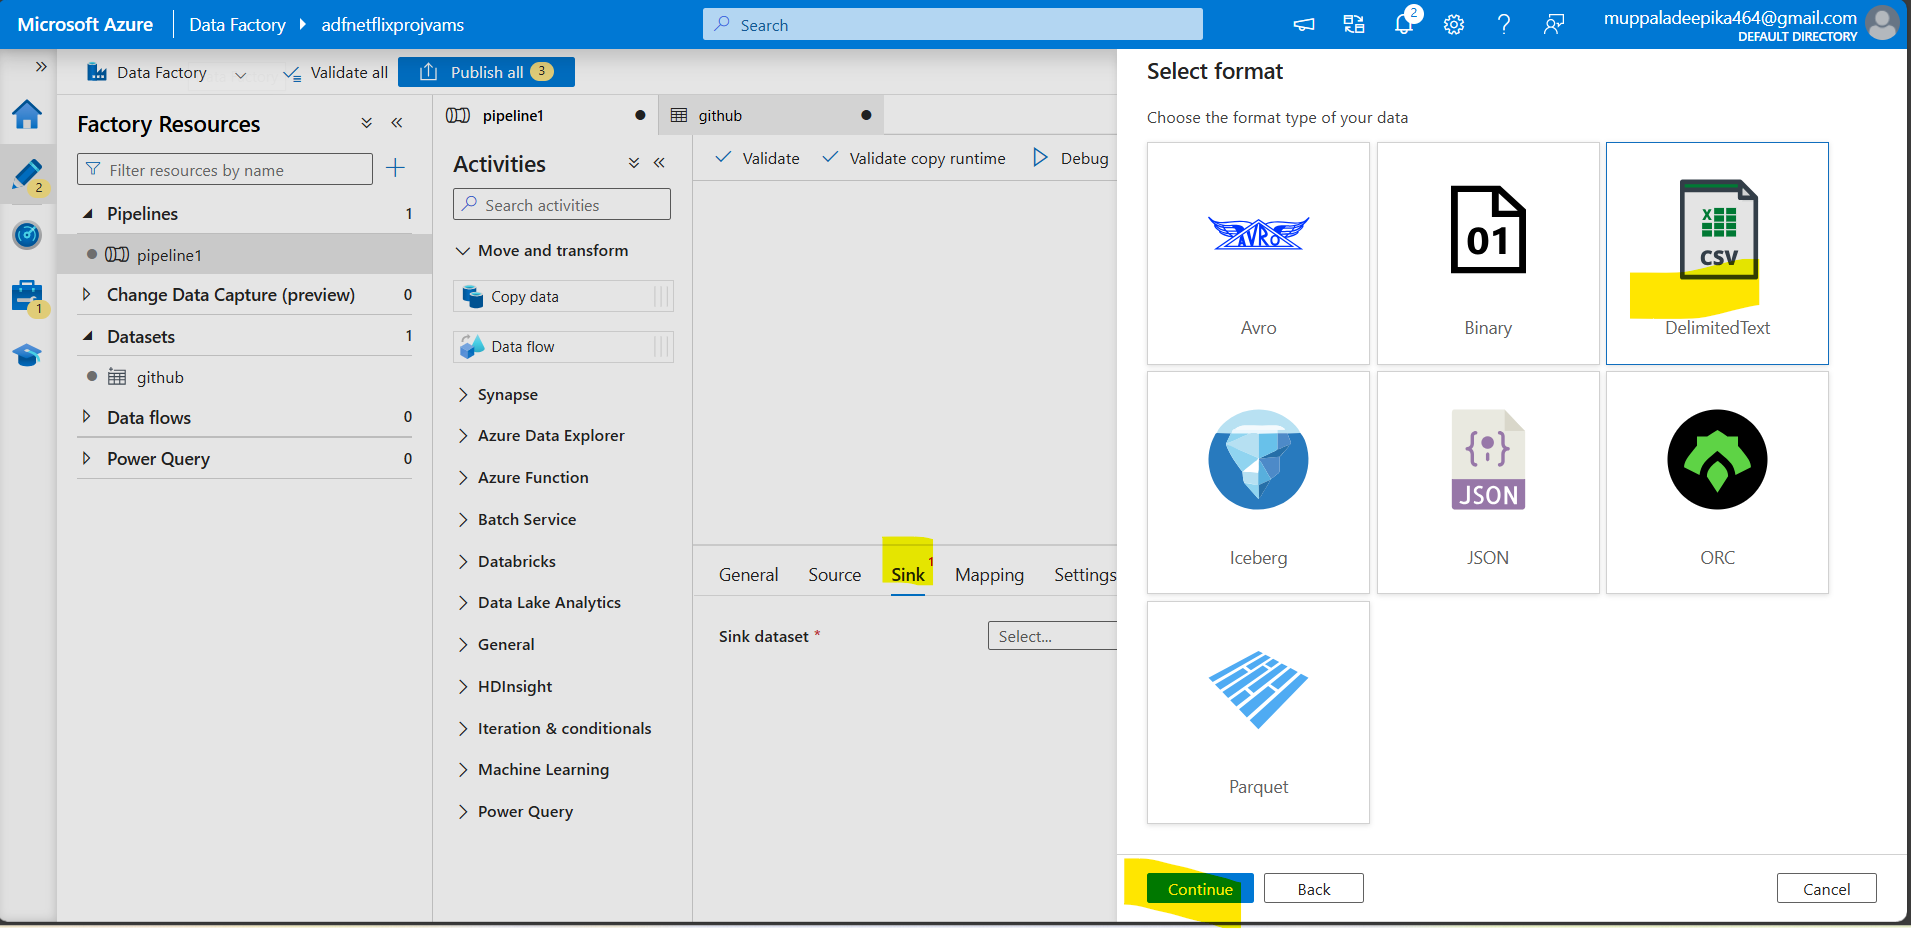 Microsoft Azure
Data Factory
adfnetflixprojvams
Search
2
muppaladeepika464@gmail.com
DEFAULT DIRECTORY
Data Factory
Validate all
Publish all
3
2
1
Factory Resources
Filter resources by name
Pipelines
1
pipeline1
Change Data Capture (preview)
0
Datasets
1
github
Data flows
0
Power Query
0
pipeline1
github
Activities
Search activities
Move and transform
Copy data
Data flow
Synapse
Azure Data Explorer
Azure Function
Batch Service
Databricks
Data Lake Analytics
General
HDInsight
Iteration & conditionals
Machine Learning
Power Query
Validate
Validate copy runtime
Debug
General
Source
Sink
1
Mapping
Settings
Sink dataset *
Select...
Select format
Choose the format type of your data
AVRO
Avro
01
Binary
X
CSV
DelimitedText
Iceberg
JSON
JSON
ORC
Parquet
Continue
Back
Cancel